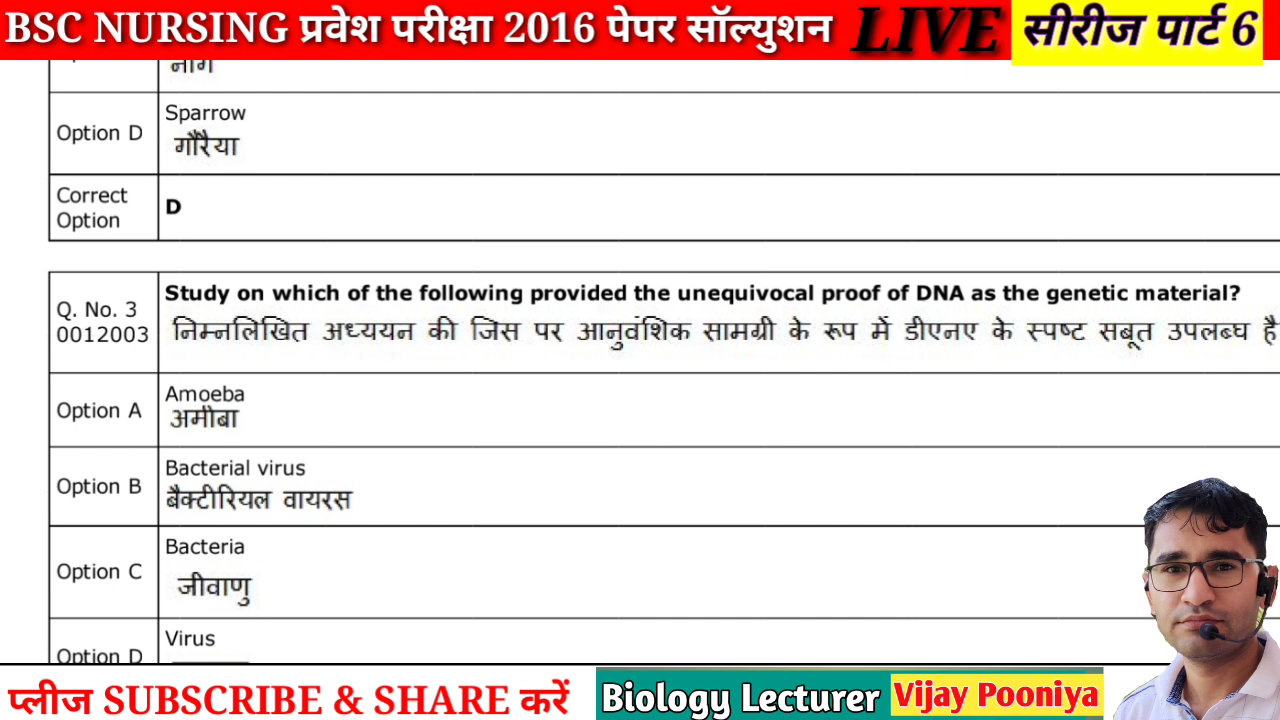 BSC NURSING प्रवेश परीक्षा 2016 पेपर सॉल्युशन LIVE सीरीज पार्ट 6
नाग
Option D
Sparrow
गौरैया
Correct Option
D
Q. No. 3
0012003
Study on which of the following provided the unequivocal proof of DNA as the genetic material?
निम्नलिखित अध्ययन की जिस पर आनुवंशिक सामग्री के रूप में डीएनए के स्पष्ट सबूत उपलब्ध है
Option A
Amoeba
अमीबा
Option B
Bacterial virus
बैक्टीरियल वायरस
Option C
Bacteria
जीवाणु
Option D
Virus
प्लीज SUBSCRIBE & SHARE करें
Biology Lecturer Vijay Pooniya